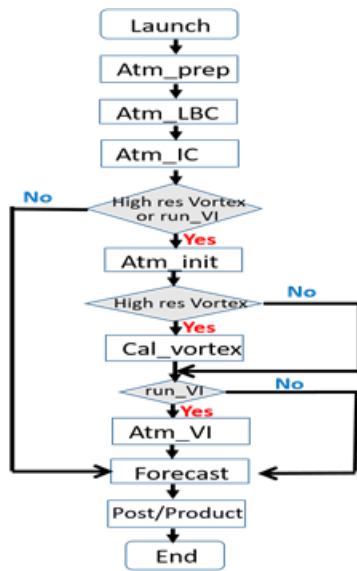 Launch
Atm_prep
Atm_LBC
Atm_IC
No
High res Vortex
or run_VI
Yes
Atm_init
High res Vortex
No
Yes
Cal_vortex
run_VI
No
Yes
Atm_VI
Forecast
Post/Product
End